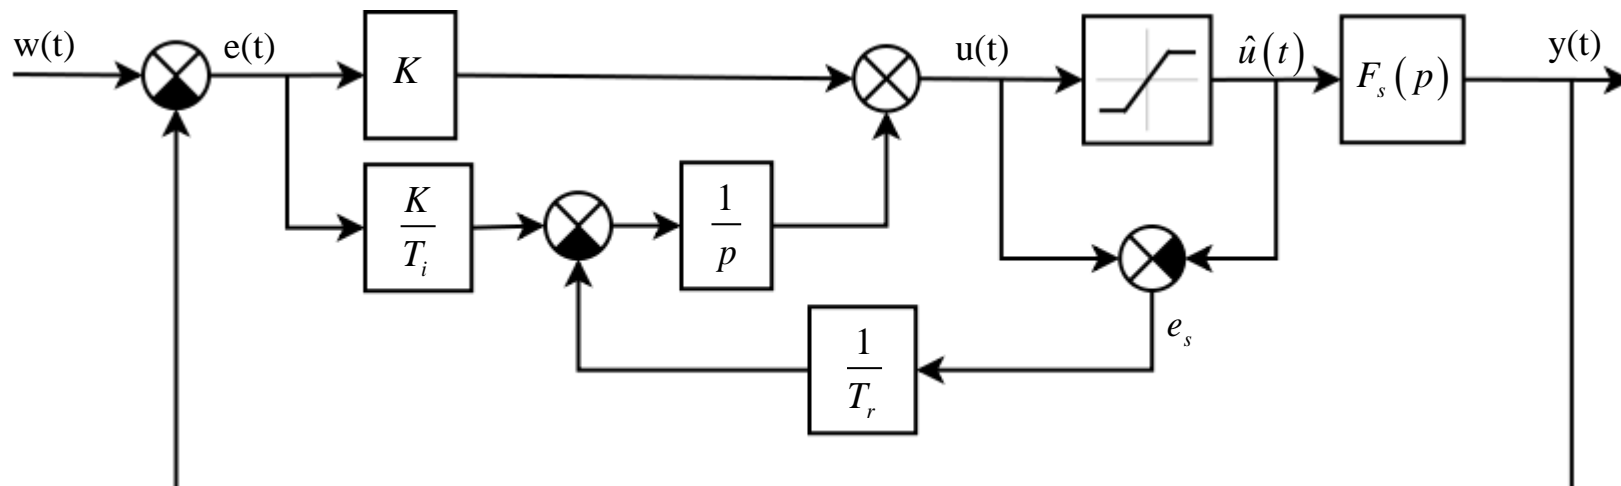 w(t)
e(t)
K
u(t)
û(t)
F_s(p)
y(t)
K/T_i
1/p
e_s
1/T_r